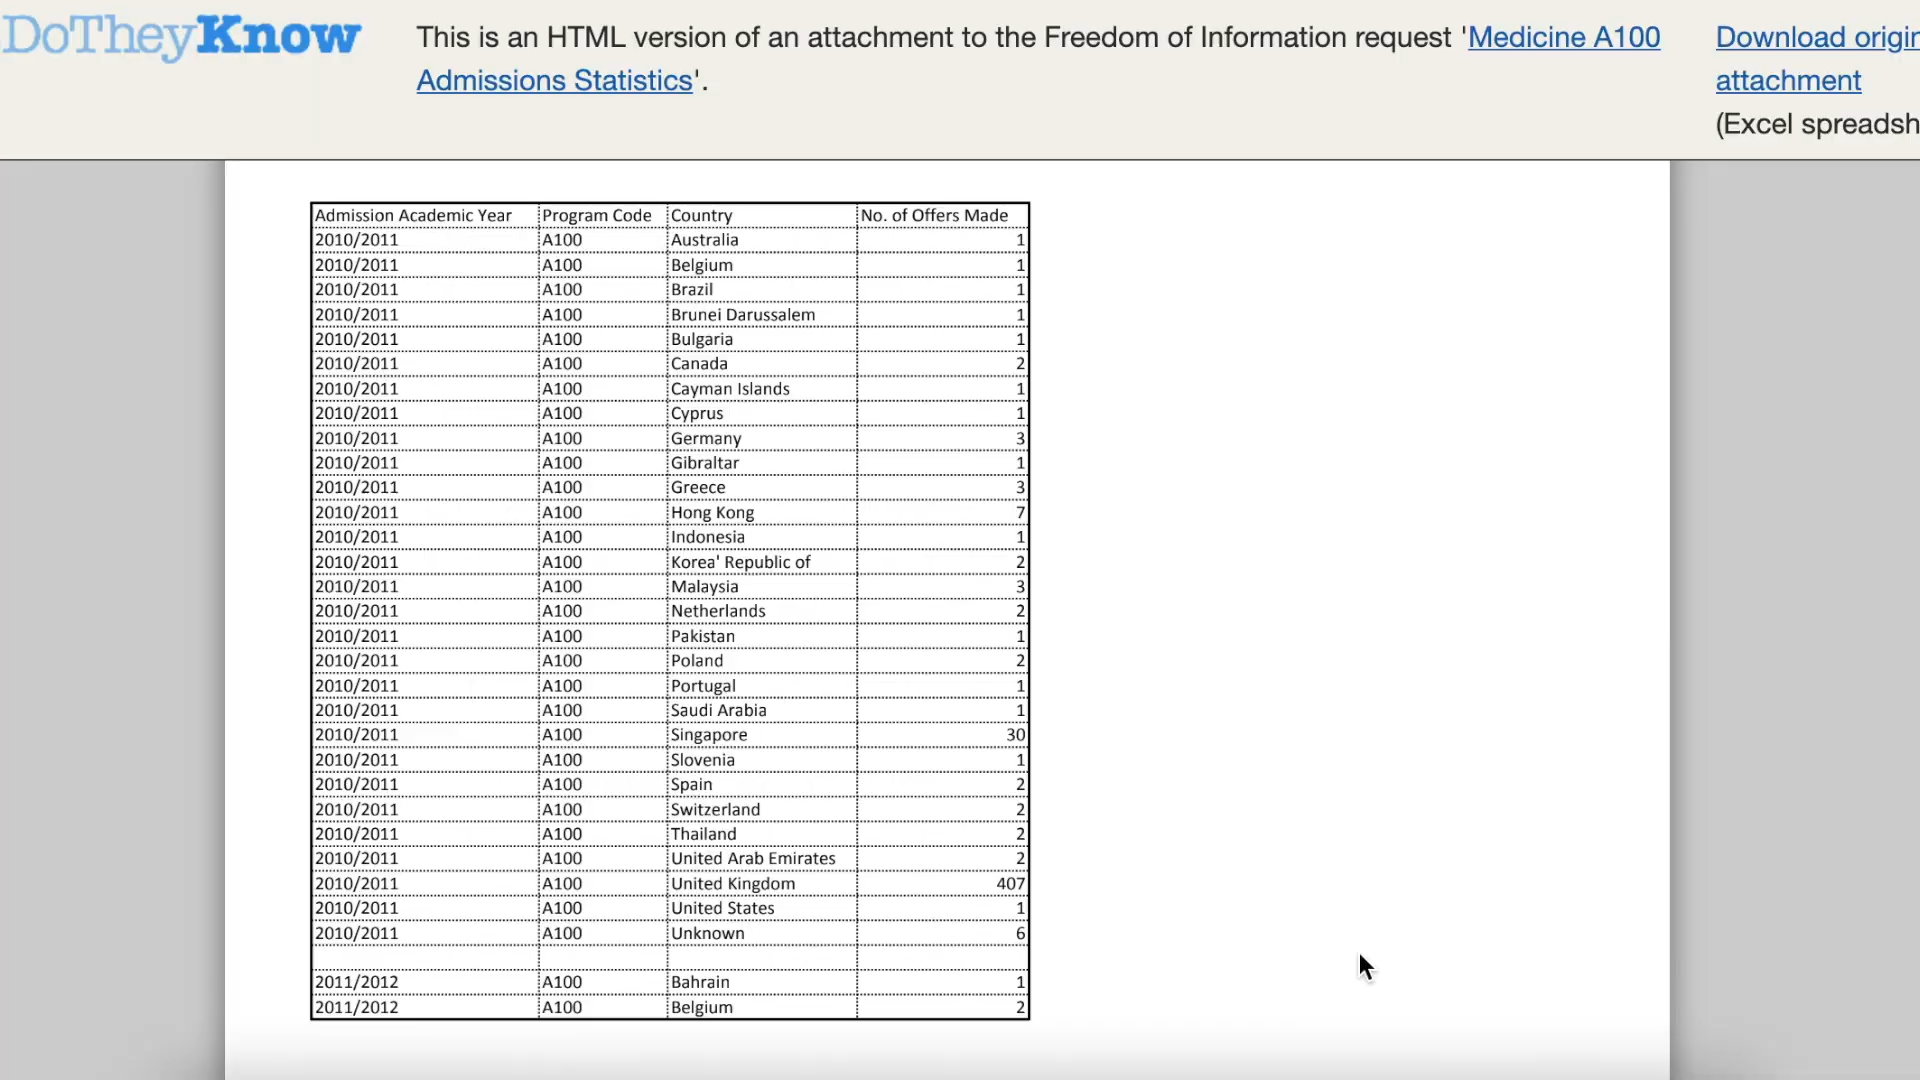 DoTheyKnow
This is an HTML version of an attachment to the Freedom of Information request 'Medicine A100
Admissions Statistics'.
Download origin
attachment
(Excel spreadsh
Admission Academic Year Program Code Country No. of Offers Made
2010/2011 A100 Australia 1
2010/2011 A100 Belgium 1
2010/2011 A100 Brazil 1
2010/2011 A100 Brunei Darussalem 1
2010/2011 A100 Bulgaria 1
2010/2011 A100 Canada 2
2010/2011 A100 Cayman Islands 1
2010/2011 A100 Cyprus 1
2010/2011 A100 Germany 3
2010/2011 A100 Gibraltar 1
2010/2011 A100 Greece 3
2010/2011 A100 Hong Kong 7
2010/2011 A100 Indonesia 1
2010/2011 A100 Korea' Republic of 2
2010/2011 A100 Malaysia 3
2010/2011 A100 Netherlands 2
2010/2011 A100 Pakistan 1
2010/2011 A100 Poland 2
2010/2011 A100 Portugal 1
2010/2011 A100 Saudi Arabia 1
2010/2011 A100 Singapore 30
2010/2011 A100 Slovenia 1
2010/2011 A100 Spain 2
2010/2011 A100 Switzerland 2
2010/2011 A100 Thailand 2
2010/2011 A100 United Arab Emirates 2
2010/2011 A100 United Kingdom 407
2010/2011 A100 United States 1
2010/2011 A100 Unknown 6
2011/2012 A100 Bahrain 1
2011/2012 A100 Belgium 2